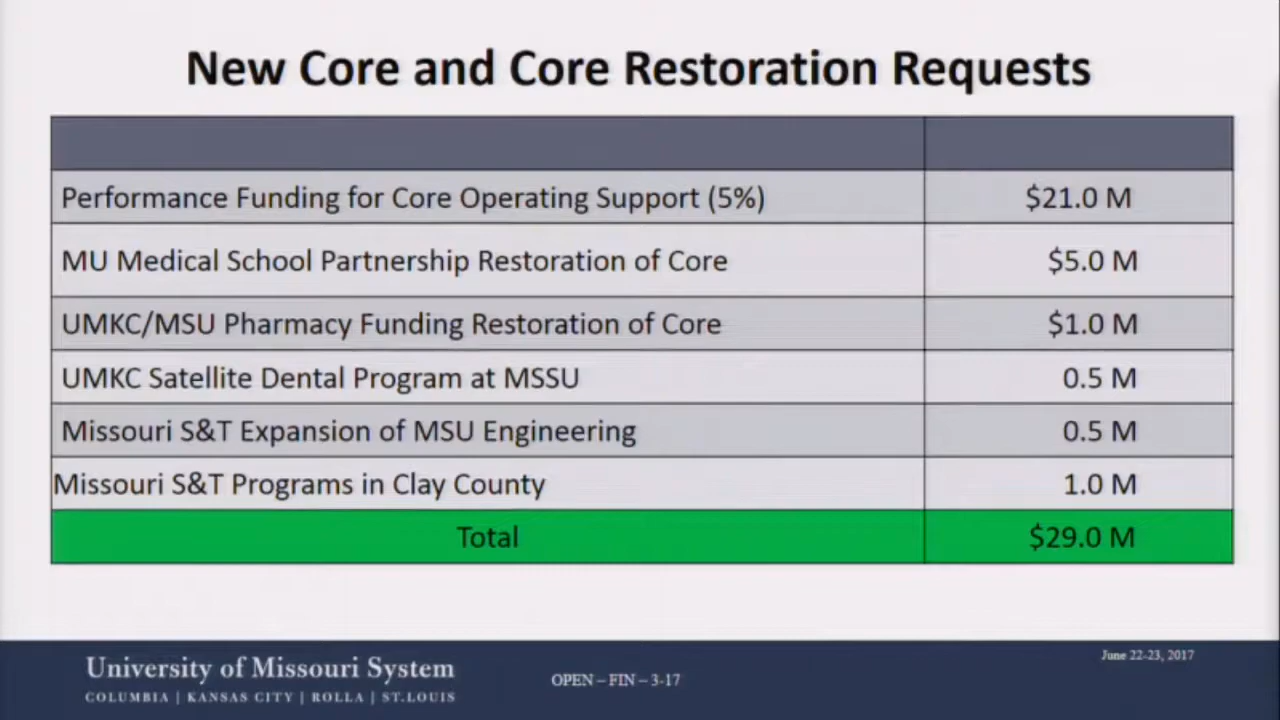 New Core and Core Restoration Requests
Performance Funding for Core Operating Support (5%) $21.0 M
MU Medical School Partnership Restoration of Core $5.0 M
UMKC/MSU Pharmacy Funding Restoration of Core $1.0 M
UMKC Satellite Dental Program at MSSU 0.5 M
Missouri S&T Expansion of MSU Engineering 0.5 M
Missouri S&T Programs in Clay County 1.0 M
Total $29.0 M
University of Missouri System
COLUMBIA | KANSAS CITY | ROLLA | ST.LOUIS
OPEN – FIN – 3-17
June 22-23, 2017